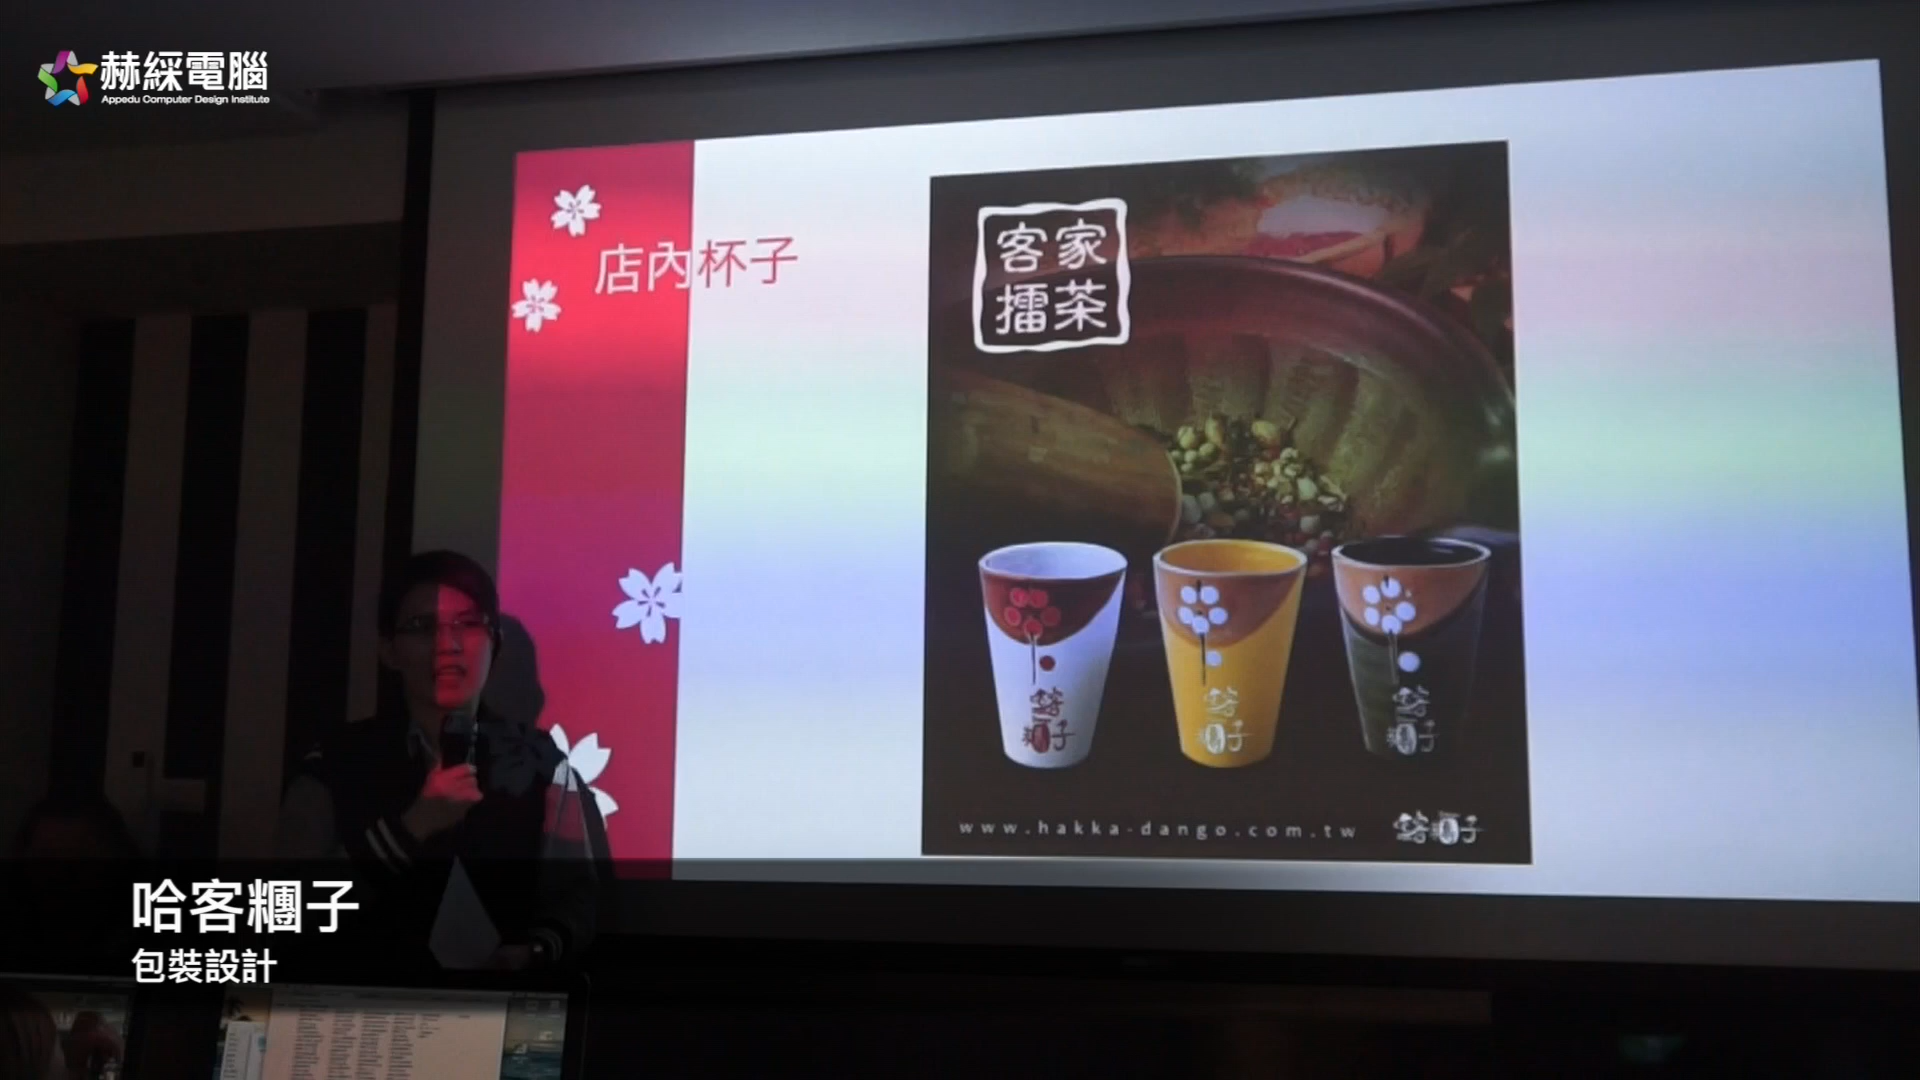 赫綵電腦
Appedu Computer Design Institute
店內杯子
客家
擂茶
www.hakka-dango.com.tw
哈客糰子
包裝設計